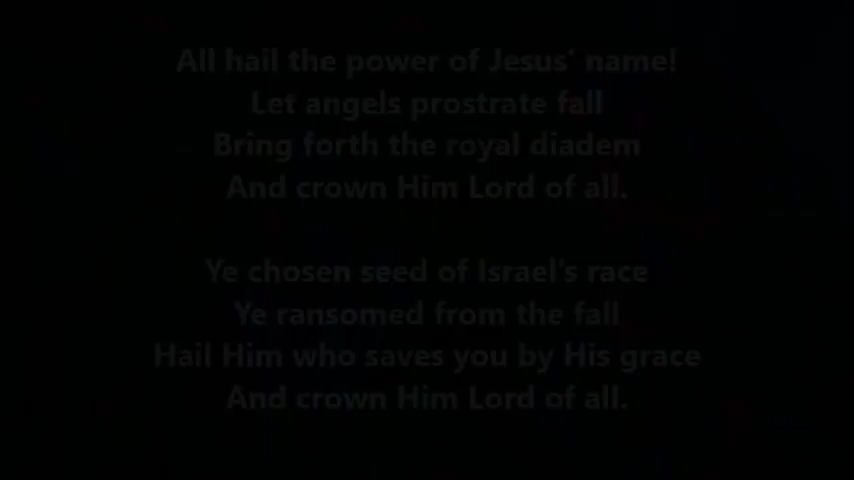 All hail the power of Jesus' name!
Let angels prostrate fall
Bring forth the royal diadem
And crown Him Lord of all.
Ye chosen seed of Israel's race
Ye ransomed from the fall
Hail Him who saves you by His grace
And crown Him Lord of all.